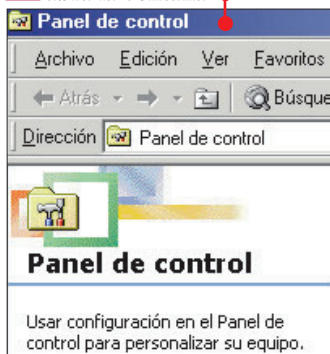 Panel de control
Archivo Edición Ver Favoritos
Atrás
Dirección Panel de control
Panel de control
Usar configuración en el Panel de
control para personalizar su equipo.